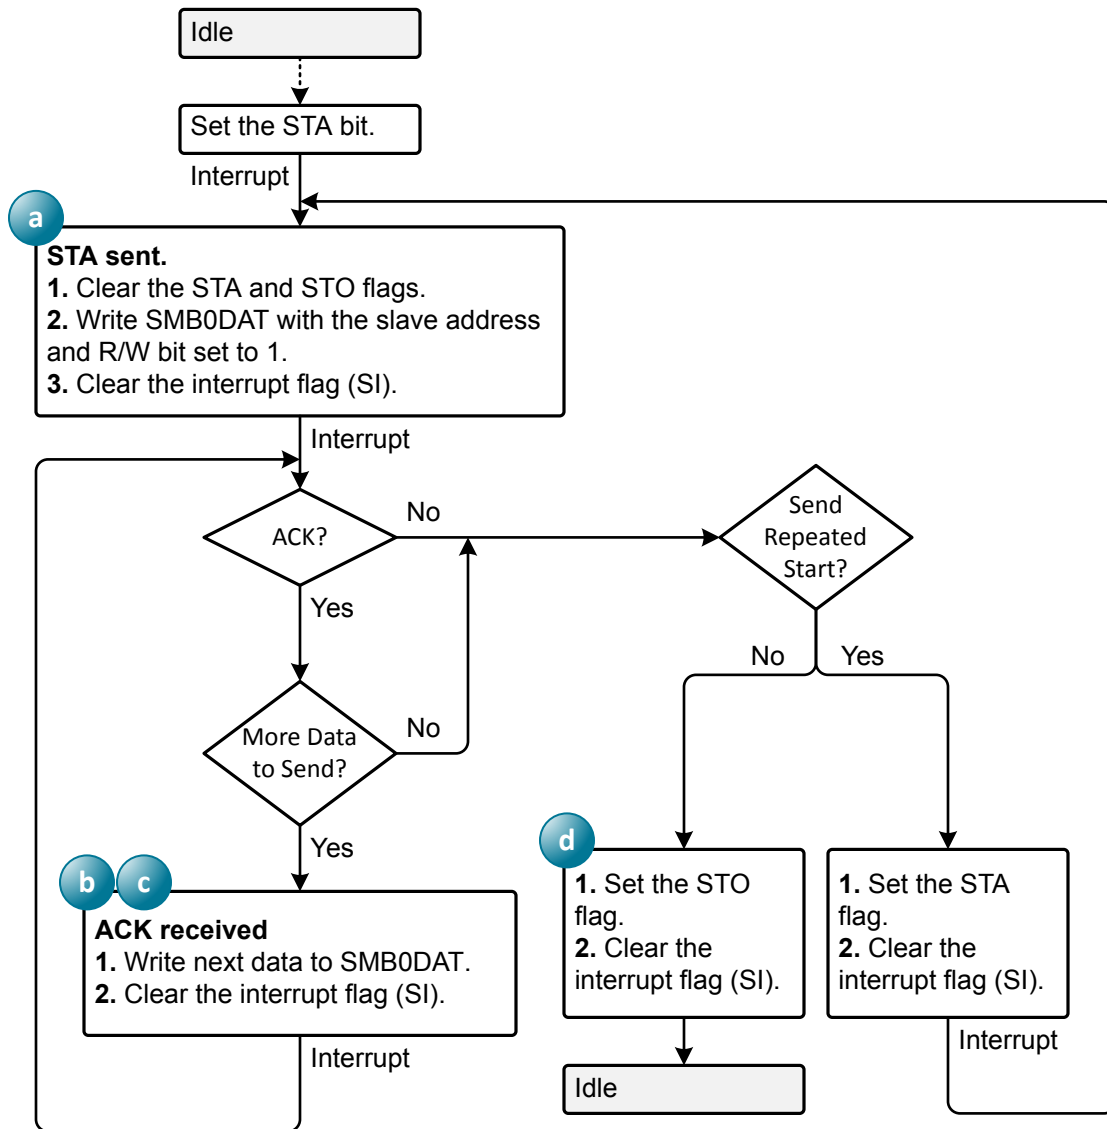 Idle
Set the STA bit.
Interrupt
a
STA sent.
1. Clear the STA and STO flags.
2. Write SMB0DAT with the slave address
and R/W bit set to 1.
3. Clear the interrupt flag (SI).
Interrupt
ACK?
No
Yes
Send
Repeated
Start?
No
Yes
More Data
to Send?
No
Yes
b
c
ACK received
1. Write next data to SMB0DAT.
2. Clear the interrupt flag (SI).
Interrupt
d
1. Set the STO
flag.
2. Clear the
interrupt flag (SI).
Idle
1. Set the STA
flag.
2. Clear the
interrupt flag (SI).
Interrupt